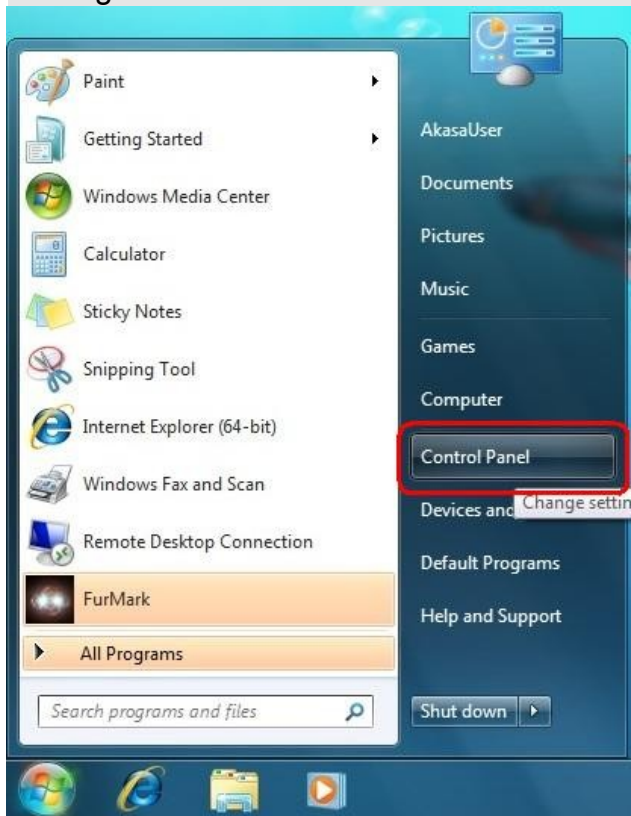 Paint
Getting Started
Windows Media Center
Calculator
Sticky Notes
Snipping Tool
Internet Explorer (64-bit)
Windows Fax and Scan
Remote Desktop Connection
FurMark
All Programs
Search programs and files
AkasaUser
Documents
Pictures
Music
Games
Computer
Control Panel
Change settin
Devices and
Default Programs
Help and Support
Shut down